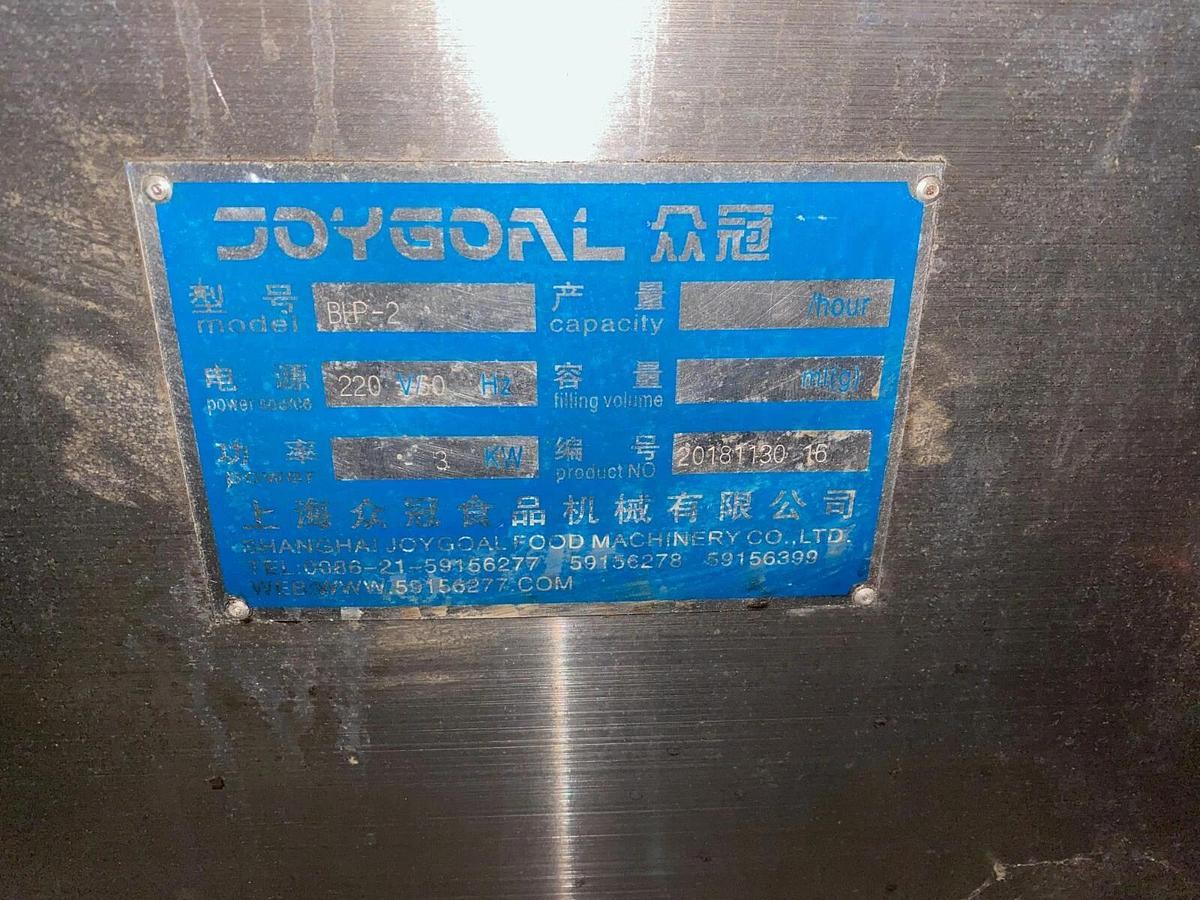 JOYGOAL 众冠
型号 BLP-2 产量 /hour
model capacity
电源 220 V/50 Hz 容量 ml(g)
power source filling volume
功率 3 KW 编号 20181130 16
power product NO
上海众冠食品机械有限公司
SHANGHAI JOYGOAL FOOD MACHINERY CO.,LTD.
TEL:0086-21-59156277 59156278 59156399
WEB:WWW.59156277.COM